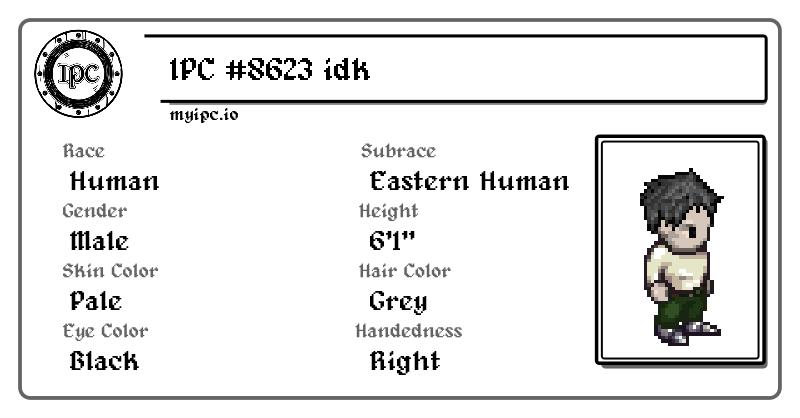 IPC
IPC #8623 idk
myipc.io
Race
Human
Subrace
Eastern Human
Gender
Male
Height
6'1"
Skin Color
Pale
Hair Color
Grey
Eye Color
Black
Handedness
Right